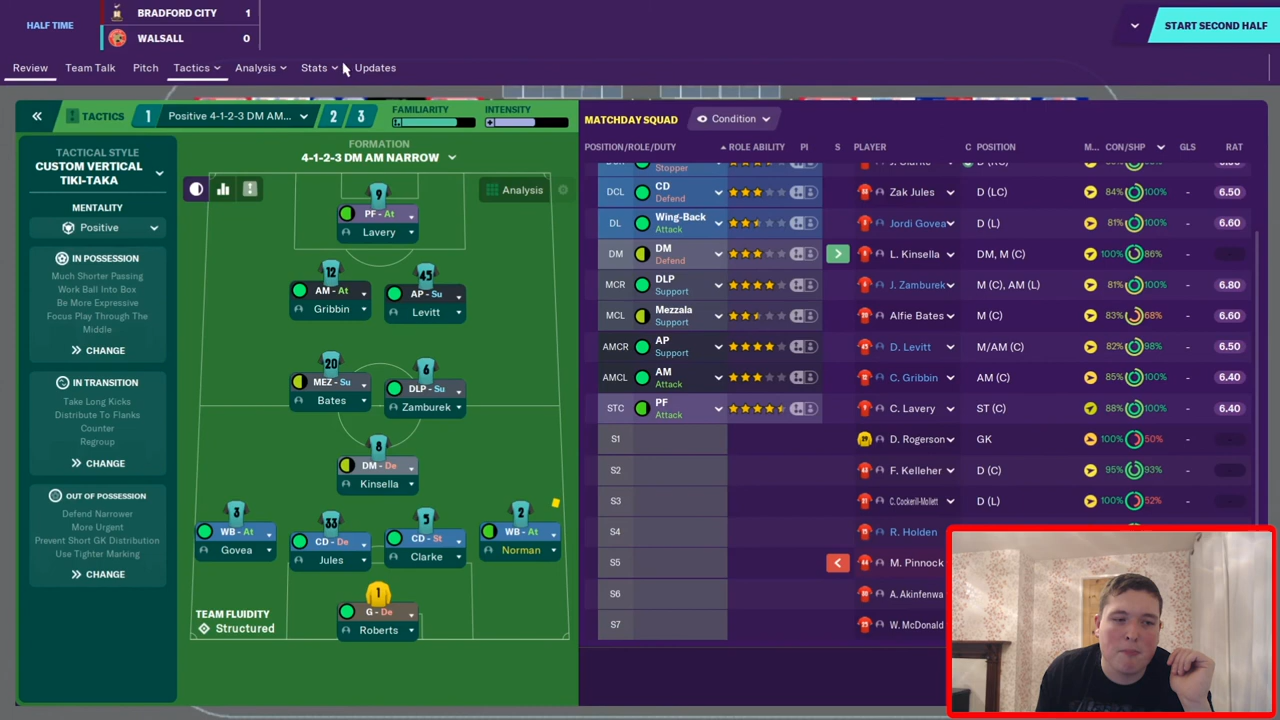 HALF TIME
BRADFORD CITY 1
WALSALL 0
START SECOND HALF
Review Team Talk Pitch Tactics Analysis Stats Updates
TACTICS 1 Positive 4-1-2-3 DM AM... 2 3
FAMILIARITY
INTENSITY
TACTICAL STYLE
CUSTOM VERTICAL
TIKI-TAKA
MENTALITY
Positive
IN POSSESSION
Much Shorter Passing
Work Ball Into Box
Be More Expressive
Focus Play Through The
Middle
CHANGE
IN TRANSITION
Take Long Kicks
Distribute To Flanks
Counter
Regroup
CHANGE
OUT OF POSSESSION
Defend Narrower
More Urgent
Prevent Short GK Distribution
Use Tighter Marking
CHANGE
FORMATION
4-1-2-3 DM AM NARROW
Analysis
9
PF - At
Lavery
12
AM - At
Gribbin
45
AP - Su
Levitt
20
MEZ - Su
Bates
6
DLP - Su
Zamburek
8
DM - De
Kinsella
3
WB - At
Govea
33
CD - De
Jules
5
CD - St
Clarke
2
WB - At
Norman
1
G - De
Roberts
TEAM FLUIDITY
Structured
MATCHDAY SQUAD Condition
POSITION/ROLE/DUTY ROLE ABILITY PI S PLAYER C POSITION M... CON/SHP GLS RAT
Stopper
DCL CD Defend Zak Jules D (LC) 84% 100% - 6.50
DL Wing-Back Attack Jordi Govea D (L) 81% 100% - 6.60
DM DM Defend L. Kinsella DM, M (C) 100% 86% -
MCR DLP Support J. Zamburek M (C), AM (L) 81% 100% - 6.80
MCL Mezzala Support Alfie Bates M (C) 83% 68% - 6.60
AMCR AP Support D. Levitt M/AM (C) 82% 98% - 6.50
AMCL AM Attack C. Gribbin AM (C) 85% 100% - 6.40
STC PF Attack C. Lavery ST (C) 88% 100% - 6.40
S1 D. Rogerson GK 100% 50% -
S2 F. Kelleher D (C) 95% 93% -
S3 C. Cockerill-Mollett D (L) 100% 52% -
S4 R. Holden
S5 M. Pinnock
S6 A. Akinfenwa
S7 W. McDonald